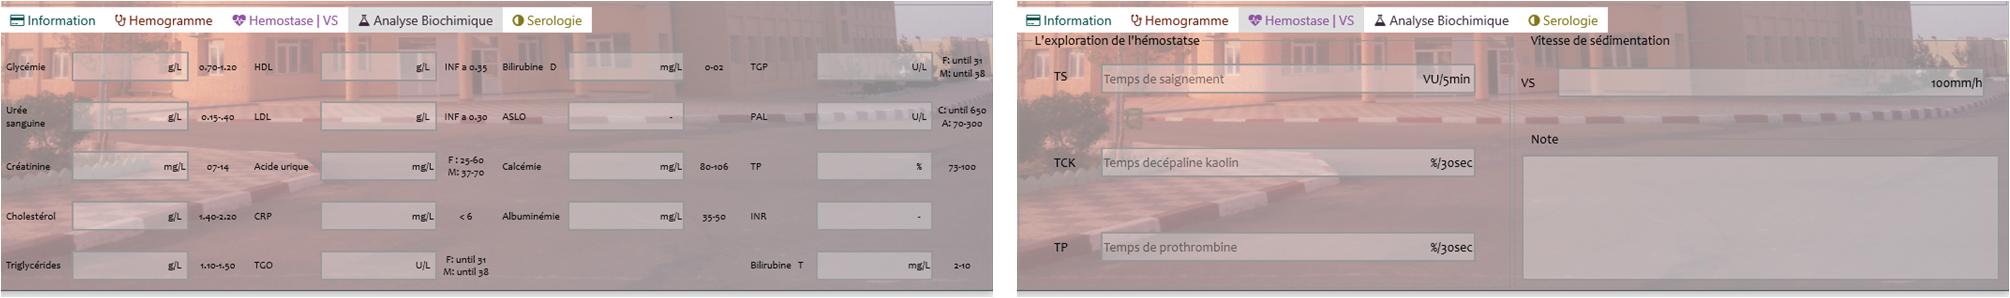 Information Hemogramme Hemostase | VS Analyse Biochimique Serologie
Glycémie g/L 0.70-1.20 HDL g/L INF a 0.35 Bilirubine D mg/L 0-02 TGP U/L F: until 31
M: until 38
Urée
sanguine g/L 0.15-.40 LDL g/L INF a 0.30 ASLO - PAL U/L C: until 650
A: 70-300
Créatinine mg/L 07-14 Acide urique mg/L F : 25-60
M: 37-70
Calcémie mg/L 80-106 TP % 73-100
Cholestérol g/L 1.40-2.20 CRP mg/L < 6 Albuminémie mg/L 35-50 INR -
Triglycérides g/L 1.10-1.50 TGO U/L F: until 31
M: until 38
Bilirubine T mg/L 2-10
Information Hemogramme Hemostase | VS Analyse Biochimique Serologie
L'exploration de l'hémostatse
TS Temps de saignement VU/5min
TCK Temps decépaline kaolin %/30sec
TP Temps de prothrombine %/30sec
Vitesse de sédimentation
VS 100mm/h
Note